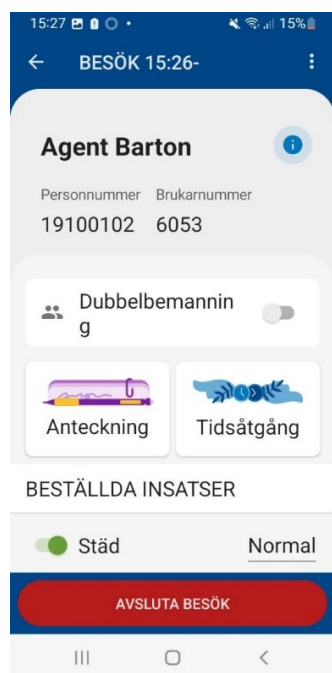 15:27 15%
BESÖK 15:26-
Agent Barton
Personnummer Brukarnummer
19100102 6053
Dubbelbemannin
g
Anteckning Tidsåtgång
BESTÄLLDA INSATSER
Städ Normal
AVSLUTA BESÖK